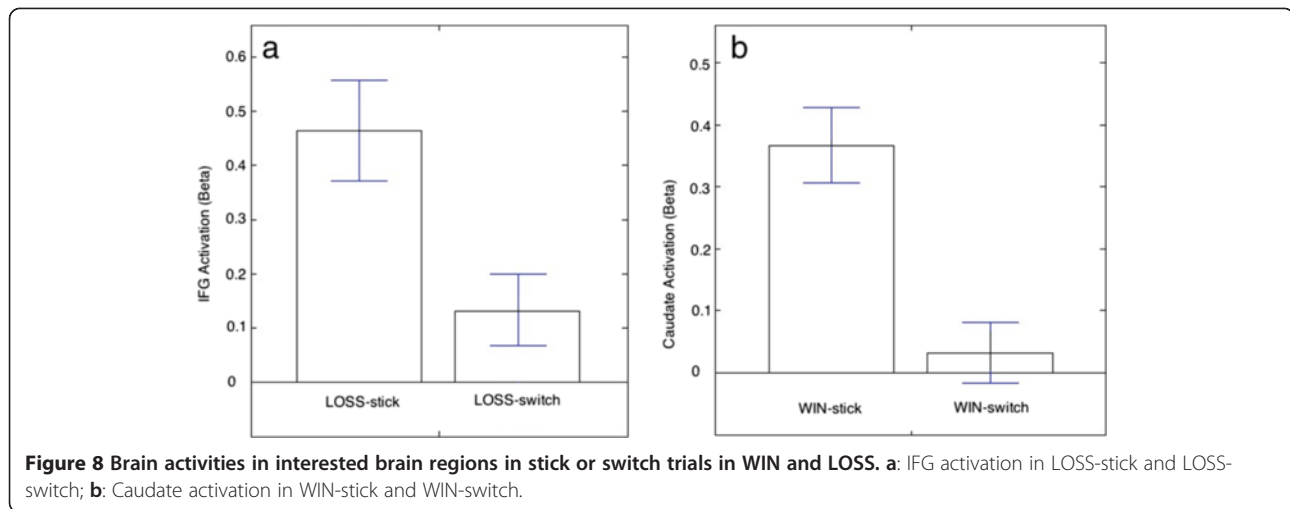 a
0.6
0.5
0.4
0.3
0.2
0.1
0
IFG Activation (Beta)
LOSS-stick
LOSS-switch
b
0.5
0.4
0.3
0.2
0.1
0
Caudate Activation (Beta)
WIN-stick
WIN-switch
Figure 8 Brain activities in interested brain regions in stick or switch trials in WIN and LOSS. a: IFG activation in LOSS-stick and LOSS-
switch; b: Caudate activation in WIN-stick and WIN-switch.